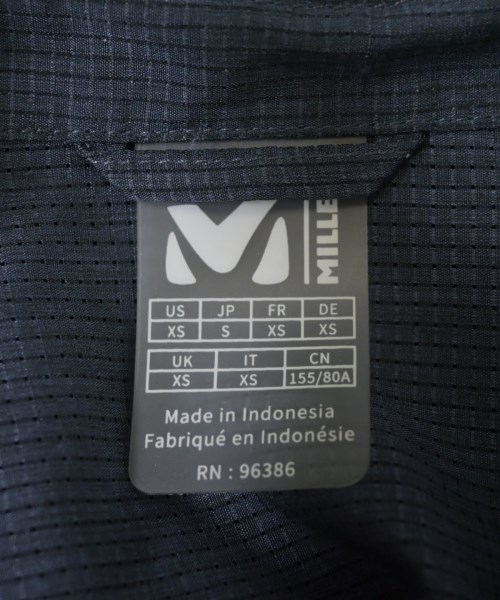 MILLE
US JP FR DE
XS S XS XS
UK IT CN
XS XS 155/80A
Made in Indonesia
Fabriqué en Indonésie
RN : 96386